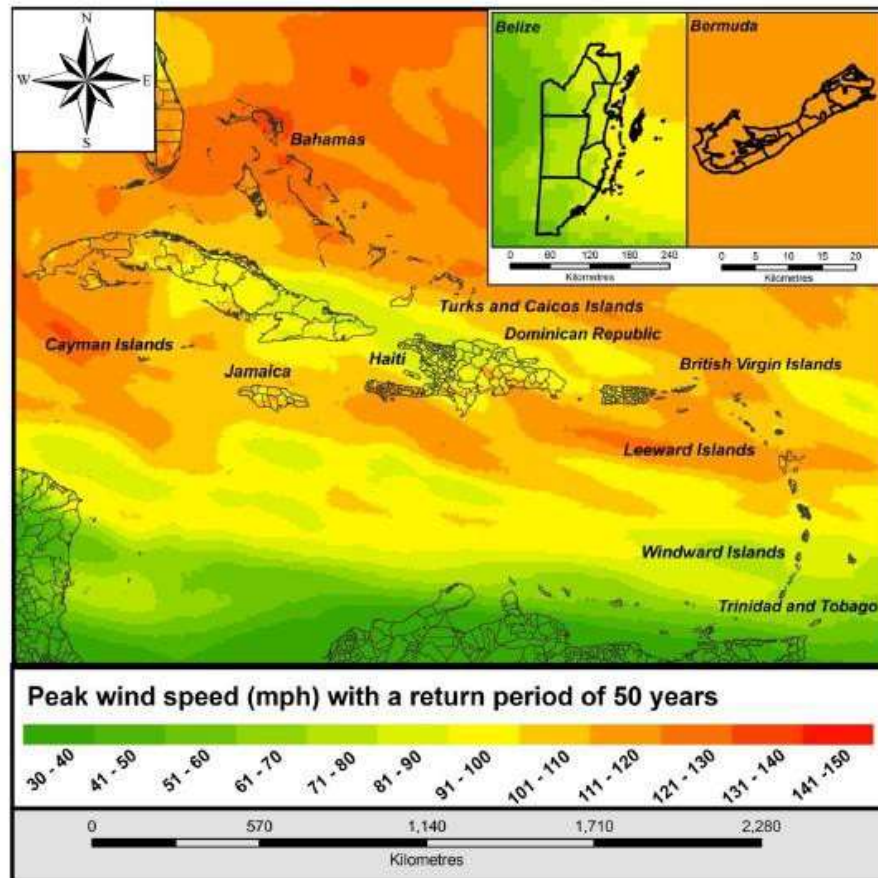 N
W E
S
Belize
0 60 120 180 240
Kilometres
Bermuda
0 5 10 15 20
Kilometres
Bahamas
Turks and Caicos Islands
Dominican Republic
Cayman Islands
Haiti
Jamaica
British Virgin Islands
Leeward Islands
Windward Islands
Trinidad and Tobago
Peak wind speed (mph) with a return period of 50 years
30 - 40 41 - 50 51 - 60 61 - 70 71 - 80 81 - 90 91 - 100 101 - 110 111 - 120 121 - 130 131 - 140 141 -150
0 570 1,140 1,710 2,280
Kilometres